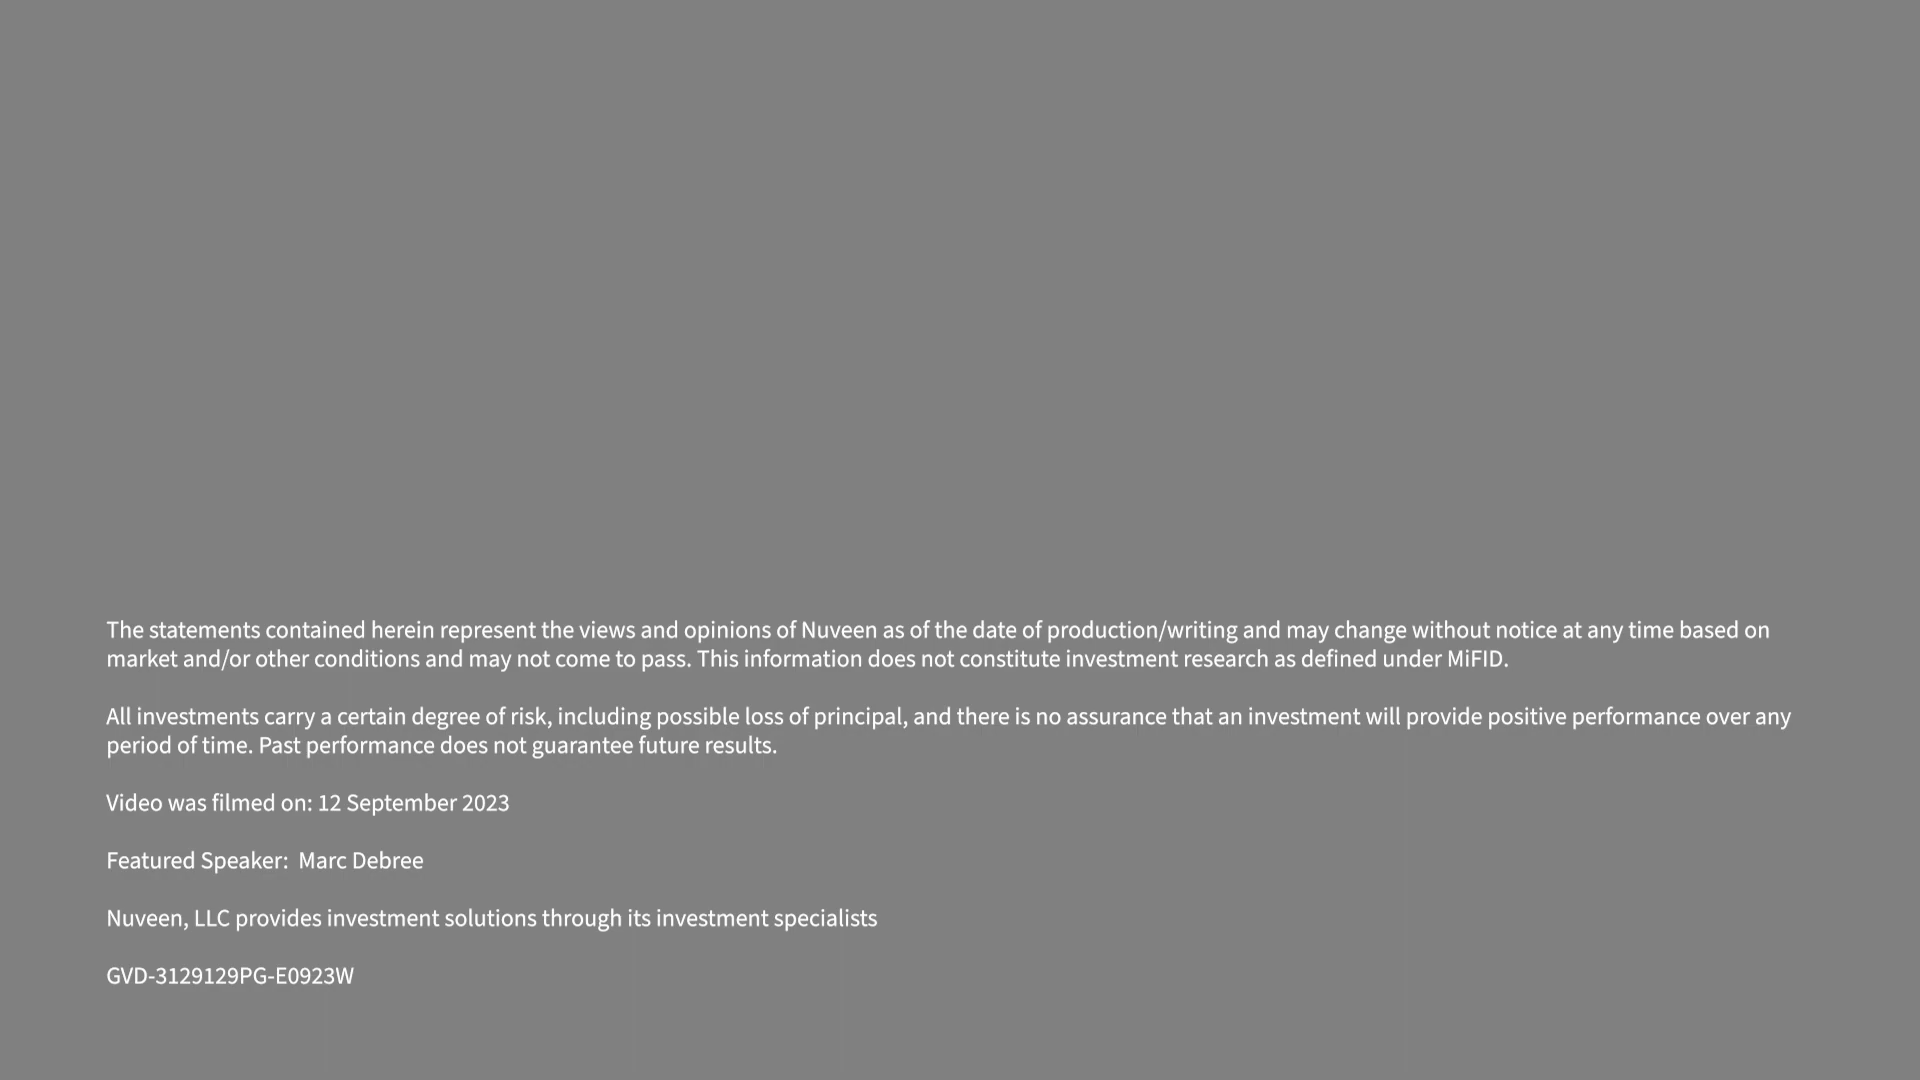 The statements contained herein represent the views and opinions of Nuveen as of the date of production/writing and may change without notice at any time based on
market and/or other conditions and may not come to pass. This information does not constitute investment research as defined under MiFID.
All investments carry a certain degree of risk, including possible loss of principal, and there is no assurance that an investment will provide positive performance over any
period of time. Past performance does not guarantee future results.
Video was filmed on: 12 September 2023
Featured Speaker:  Marc Debree
Nuveen, LLC provides investment solutions through its investment specialists
GVD-3129129PG-E0923W